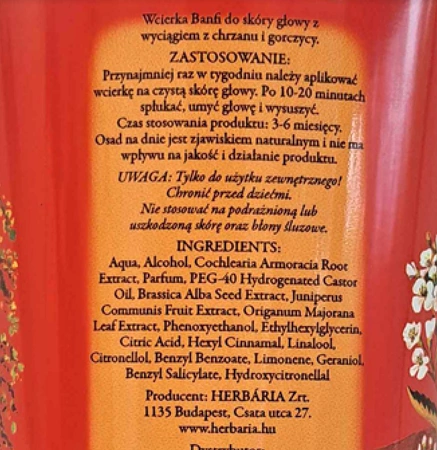 Wcierka Banfi do skóry głowy z
wyciągiem z chrzanu i gorczycy.
ZASTOSOWANIE:
Przynajmniej raz w tygodniu należy aplikować
wcierkę na czystą skórę głowy. Po 10-20 minutach
spłukać, umyć głowę i wysuszyć.
Czas stosowania produktu: 3-6 miesięcy.
Osad na dnie jest zjawiskiem naturalnym i nie ma
wpływu na jakość i działanie produktu.
UWAGA: Tylko do użytku zewnętrznego!
Chronić przed dziećmi.
Nie stosować na podrażnioną lub
uszkodzoną skórę oraz błony śluzowe.
INGREDIENTS:
Aqua, Alcohol, Cochlearia Armoracia Root
Extract, Parfum, PEG-40 Hydrogenated Castor
Oil, Brassica Alba Seed Extract, Juniperus
Communis Fruit Extract, Origanum Majorana
Leaf Extract, Phenoxyethanol, Ethylhexylglycerin,
Citric Acid, Hexyl Cinnamal, Linalool,
Citronellol, Benzyl Benzoate, Limonene, Geraniol,
Benzyl Salicylate, Hydroxycitronellal
Producent: HERBÁRIA Zrt.
1135 Budapest, Csata utca 27.
www.herbaria.hu